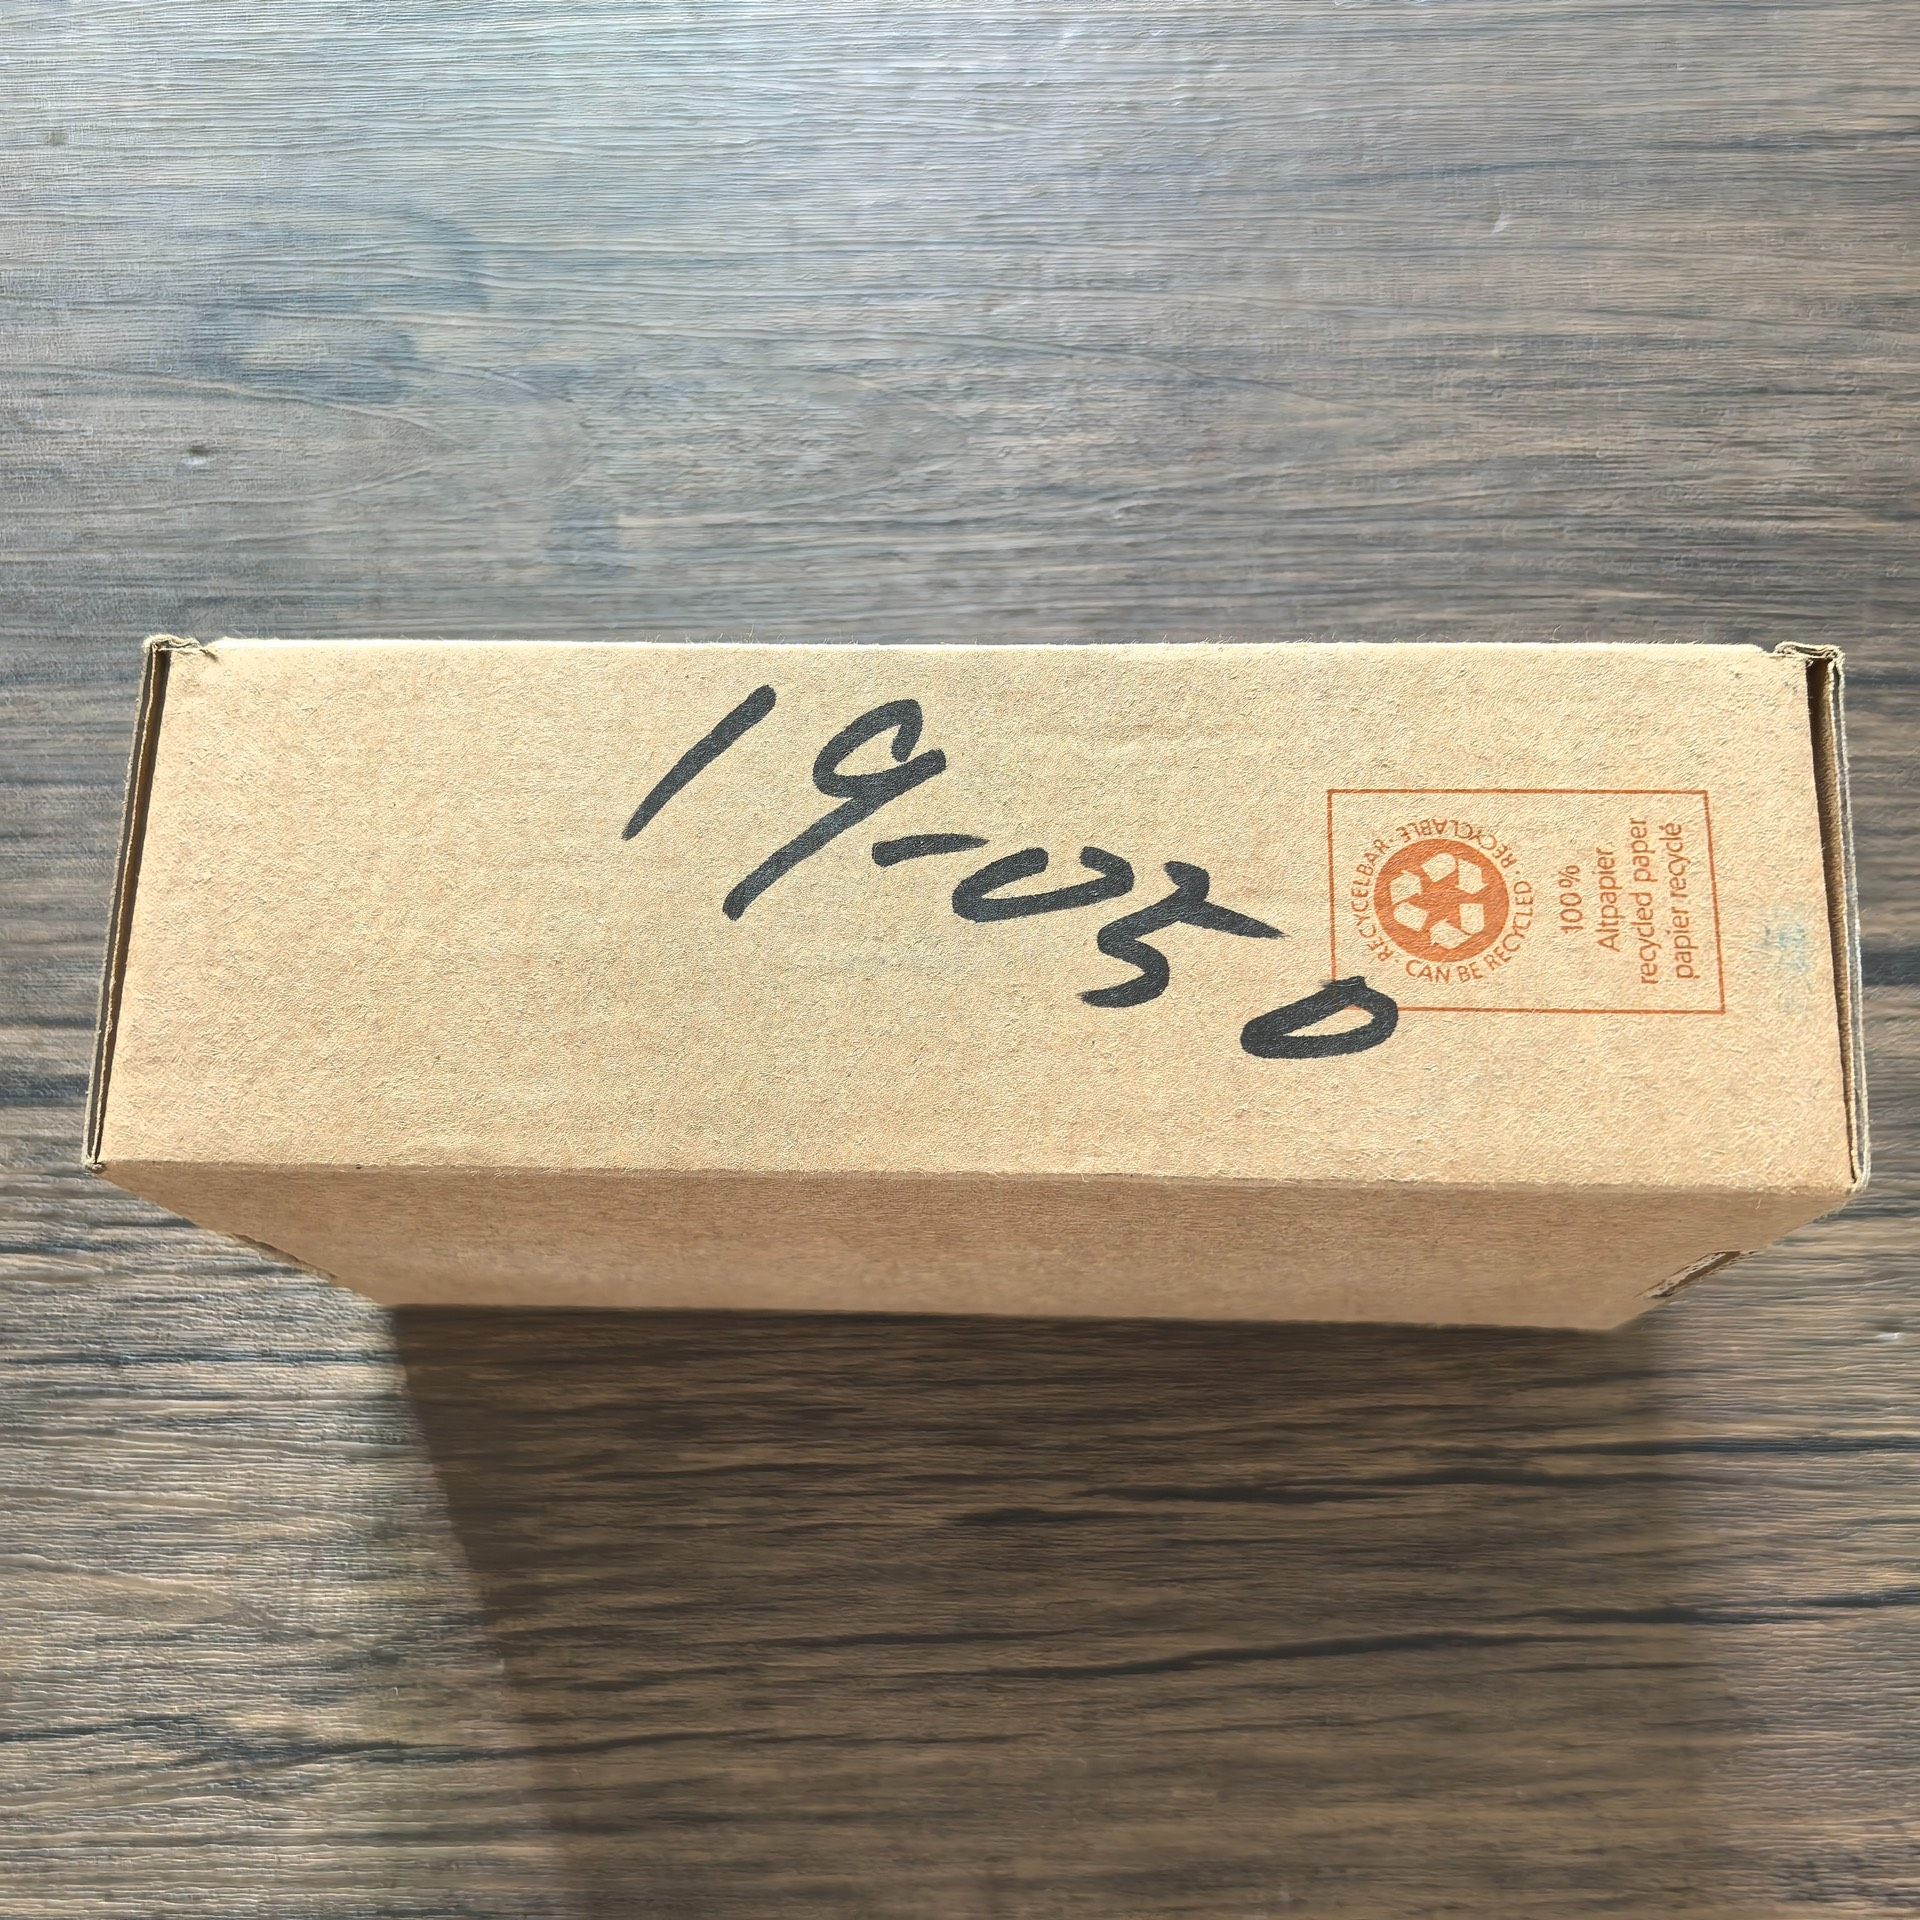 19-050
RECYCELBAR · RECYCLABLE · CAN BE RECYCLED ·
100%
Altpapier
recycled paper
papier recyclé